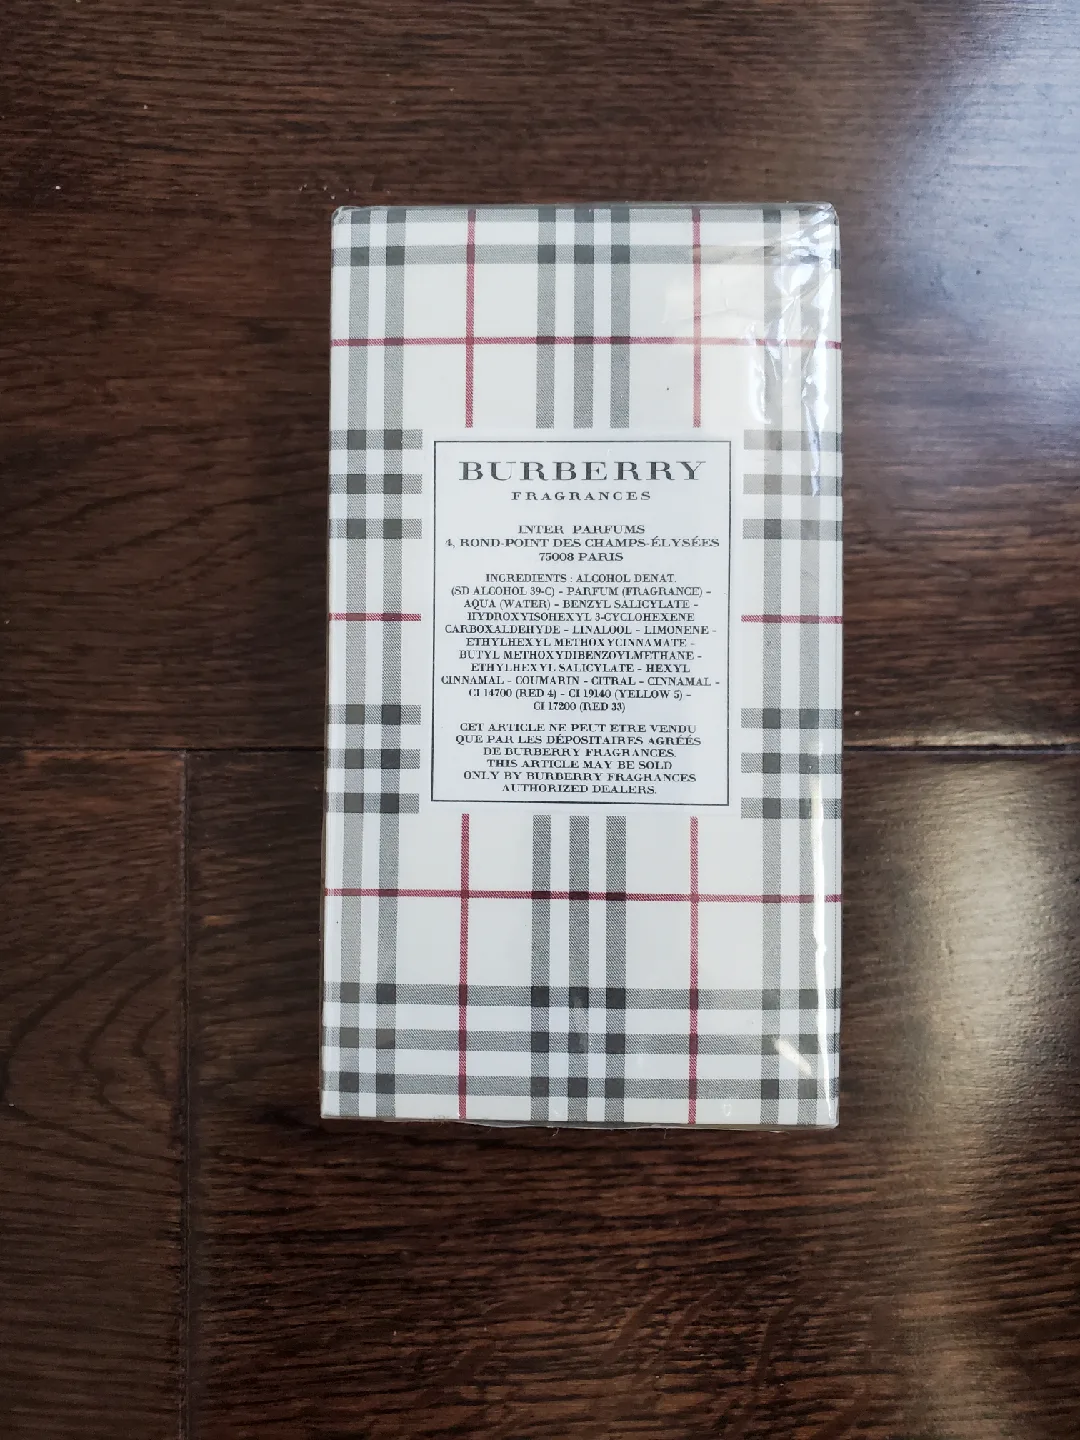 BURBERRY
FRAGRANCES
INTER PARFUMS
4, ROND-POINT DES CHAMPS-ÉLYSÉES
75008 PARIS
INGREDIENTS : ALCOHOL DENAT.
(SD ALCOHOL 39-C) - PARFUM (FRAGRANCE) -
AQUA (WATER) - BENZYL SALICYLATE -
HYDROXYISOHEXYL 3-CYCLOHEXENE
CARBOXALDEHYDE - LINALOOL - LIMONENE -
ETHYLHEXYL METHOXYCINNAMATE -
BUTYL METHOXYDIBENZOYLMETHANE -
ETHYLHEXYL SALICYLATE - HEXYL
CINNAMAL - COUMARIN - CITRAL - CINNAMAL -
CI 14700 (RED 4) - CI 19140 (YELLOW 5) -
CI 17200 (RED 33)
CET ARTICLE NE PEUT ETRE VENDU
QUE PAR LES DÉPOSITAIRES AGRÉÉS
DE BURBERRY FRAGRANCES.
THIS ARTICLE MAY BE SOLD
ONLY BY BURBERRY FRAGRANCES
AUTHORIZED DEALERS.